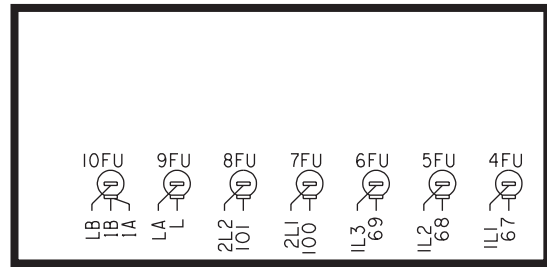 10FU 9FU 8FU 7FU 6FU 5FU 4FU
LB
1B
1A
LA
L
2L2
101
2L1
100
1L3
69
1L2
68
1L1
67